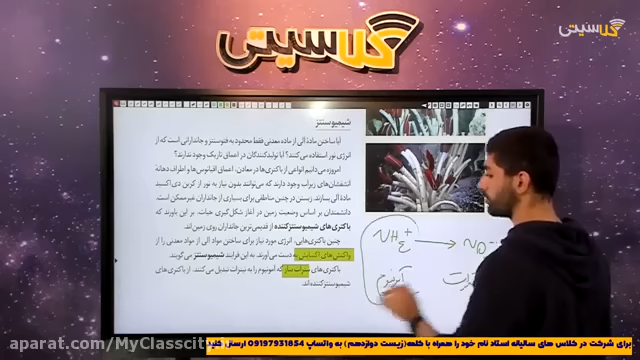 کلاسیتی
کلاسیتی
شیمیوسنتز
آیا ساختن مادهٔ آلی از مادهٔ معدنی فقط محدود به فتوسنتز و جاندارانی است که از
انرژی نور استفاده می‌کنند؟ آیا تولیدکنندگان در اعماق تاریک وجود ندارند؟
امروزه می‌دانیم انواعی از باکتری‌ها در معادن، اعماق اقیانوس‌ها و اطراف دهانهٔ
آتشفشان‌های زیرآب وجود دارند که می‌توانند بدون نیاز به نور از کربن دی‌اکسید
مادهٔ آلی بسازند. زیستن در چنین مناطقی برای بسیاری از جانداران غیرممکن است.
دانشمندان بر اساس وضعیت زمین در آغاز شکل‌گیری حیات، بر این باورند که
باکتری‌های شیمیوسنتزکننده از قدیمی‌ترین جانداران روی زمین‌اند.
چنین باکتری‌هایی، انرژی مورد نیاز برای ساختن مواد آلی از مواد معدنی را از
واکنش‌های اکسایش به دست می‌آورند. به این فرایند شیمیوسنتز می‌گویند.
باکتری‌های نیترات ساز که آمونیوم را به نیترات تبدیل می‌کنند، از باکتری‌های
شیمیوسنتزکننده‌اند.
NH4+ → NO
آمونیوم
aparat.com/MyClasscity
برای شرکت در کلاس های سالیانه استاد نام خود را همراه با کلمه(زیست دوازدهم) به واتساپ 09197931854 ارسال کنید